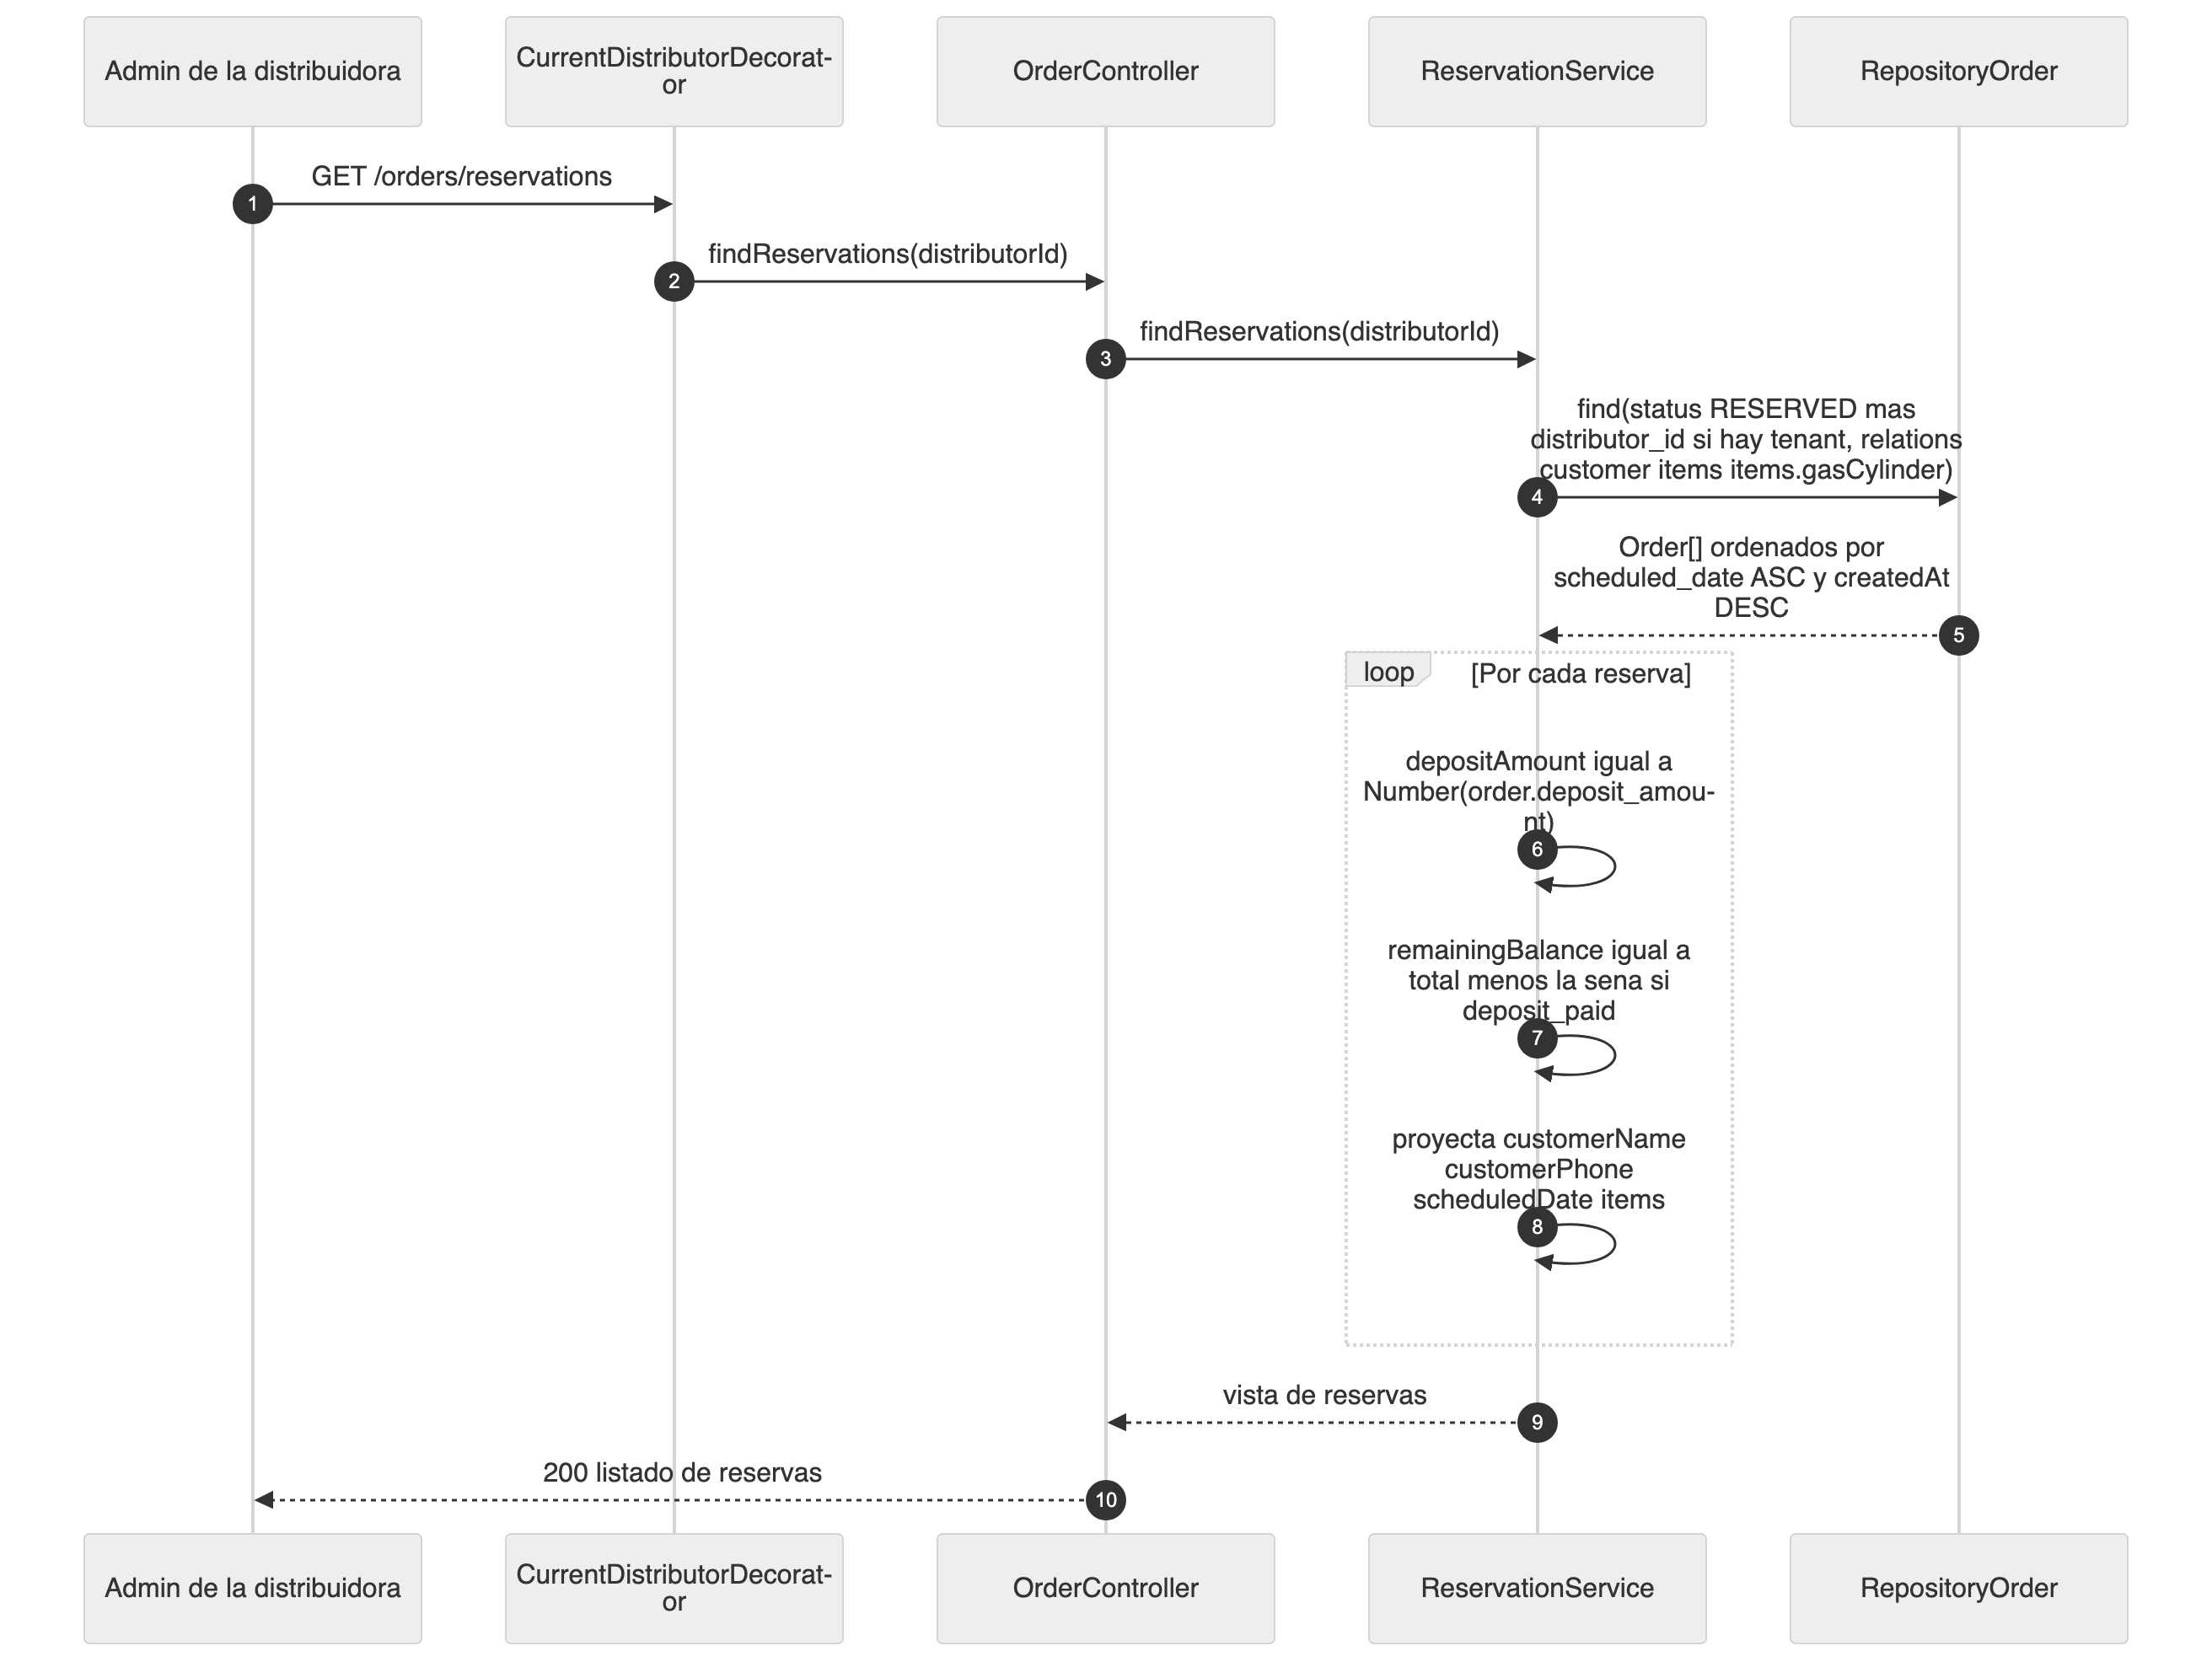 Admin de la distribuidora
CurrentDistributorDecorat-
or
OrderController
ReservationService
RepositoryOrder
GET /orders/reservations
1
findReservations(distributorId)
2
findReservations(distributorId)
3
find(status RESERVED mas
distributor_id si hay tenant, relations
customer items items.gasCylinder)
4
Order[] ordenados por
scheduled_date ASC y createdAt
DESC
5
loop
[Por cada reserva]
depositAmount igual a
Number(order.deposit_amou-
nt)
6
remainingBalance igual a
total menos la sena si
deposit_paid
7
proyecta customerName
customerPhone
scheduledDate items
8
vista de reservas
9
200 listado de reservas
10
Admin de la distribuidora
CurrentDistributorDecorat-
or
OrderController
ReservationService
RepositoryOrder